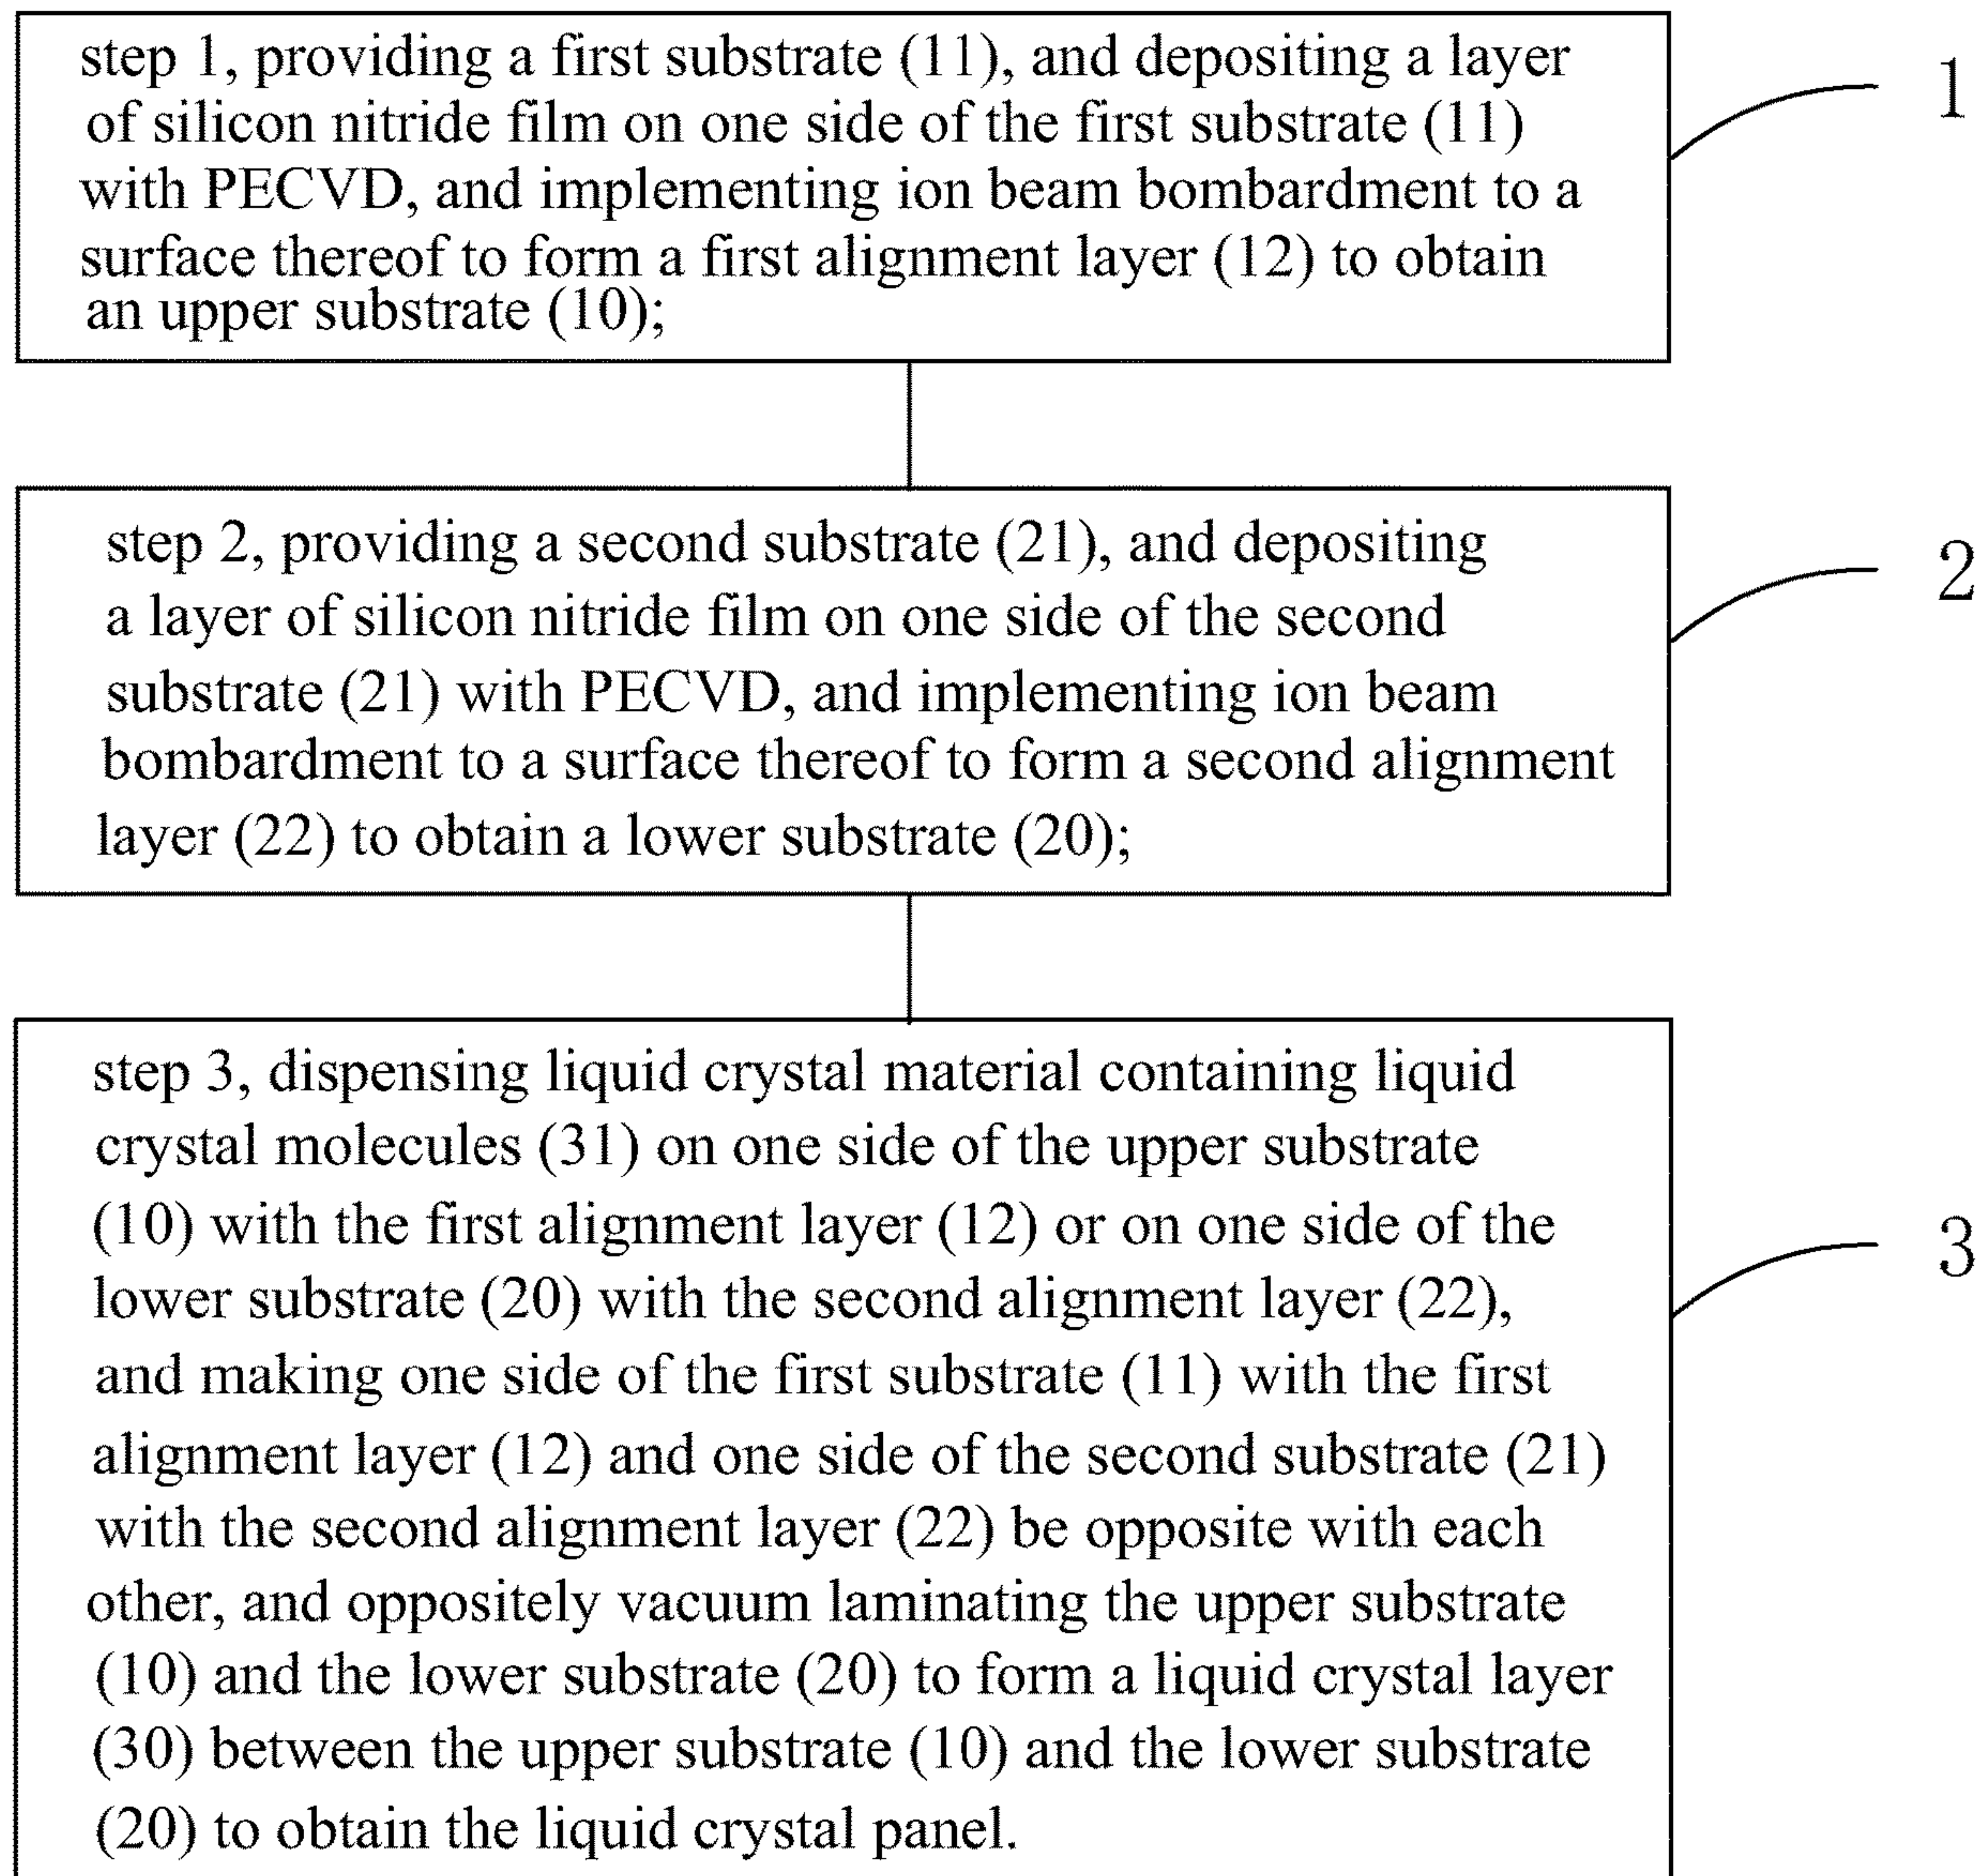 step 1, providing a first substrate (11), and depositing a layer
of silicon nitride film on one side of the first substrate (11)
with PECVD, and implementing ion beam bombardment to a
surface thereof to form a first alignment layer (12) to obtain
an upper substrate (10);
1
step 2, providing a second substrate (21), and depositing
a layer of silicon nitride film on one side of the second
substrate (21) with PECVD, and implementing ion beam
bombardment to a surface thereof to form a second alignment
layer (22) to obtain a lower substrate (20);
2
step 3, dispensing liquid crystal material containing liquid
crystal molecules (31) on one side of the upper substrate
(10) with the first alignment layer (12) or on one side of the
lower substrate (20) with the second alignment layer (22),
and making one side of the first substrate (11) with the first
alignment layer (12) and one side of the second substrate (21)
with the second alignment layer (22) be opposite with each
other, and oppositely vacuum laminating the upper substrate
(10) and the lower substrate (20) to form a liquid crystal layer
(30) between the upper substrate (10) and the lower substrate
(20) to obtain the liquid crystal panel.
3